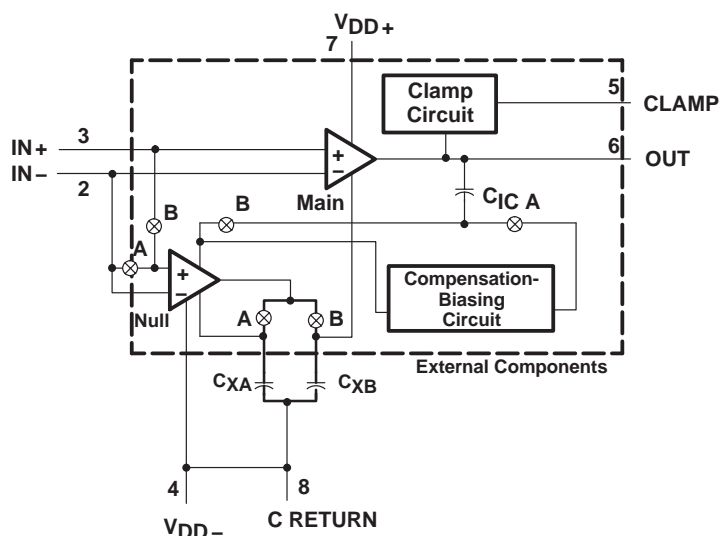 VDD+
7
Clamp
Circuit
5
CLAMP
IN+
3
6
OUT
IN−
2
+
−
Main
CIC
A
B
B
A
+
−
Null
Compensation-
Biasing
Circuit
A
B
External Components
CXA
CXB
4
8
VDD−
C RETURN